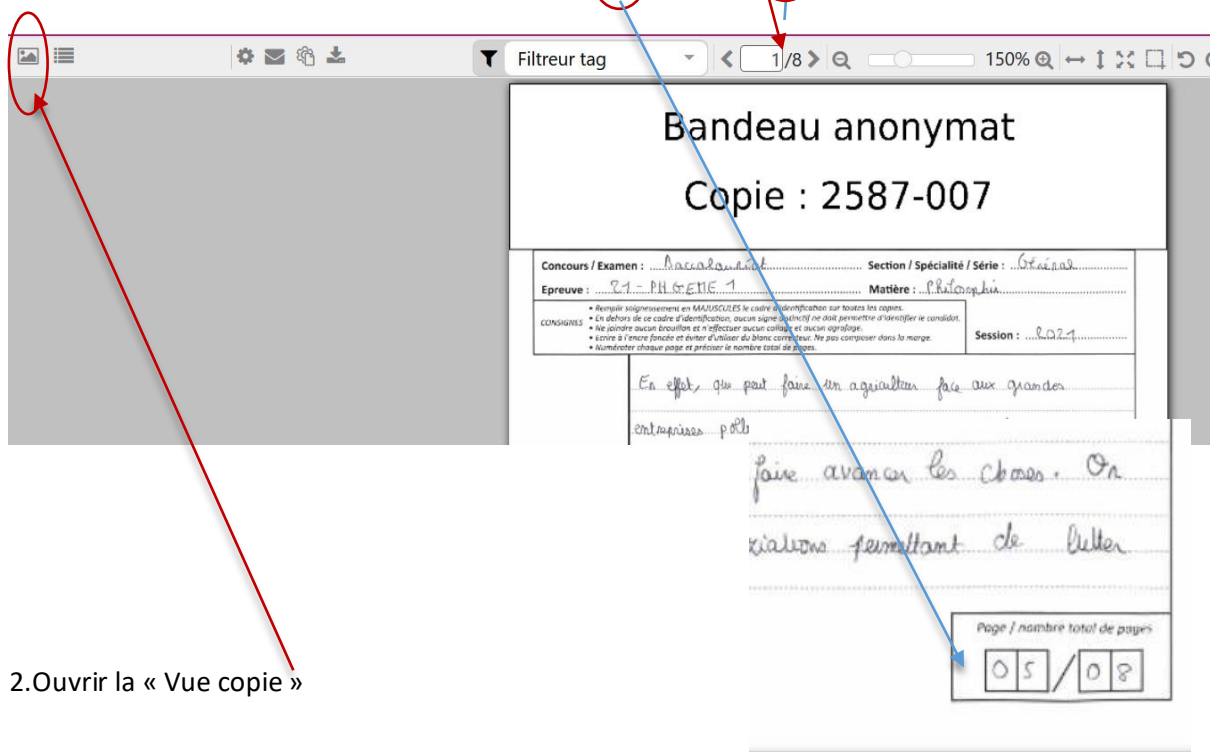 Filtreur tag
1/8
150%
Bandeau anonymat
Copie : 2587-007
Concours / Examen : Baccalauréat Section / Spécialité / Série : Général
Epreuve : 21 - PHGEME 1 Matière : Philosophie
CONSIGNES
• Remplir soigneusement en MAJUSCULES le cadre d'identification sur toutes les copies.
• En dehors de ce cadre d'identification, aucun signe distinctif ne doit permettre d'identifier le candidat.
• Ne joindre aucun brouillon et n'effectuer aucun collage et aucun agrafage.
• Ecrire à l'encre foncée et éviter d'utiliser du blanc correcteur. Ne pas composer dans la marge.
• Numéroter chaque page et préciser le nombre total de pages.
Session : 2021
En effet, que peut faire un agriculteur face aux grandes
entreprises poll
faire avancer les choses. On
ciations permettant de lutter
Page / nombre total de pages
05/08
2.Ouvrir la « Vue copie »